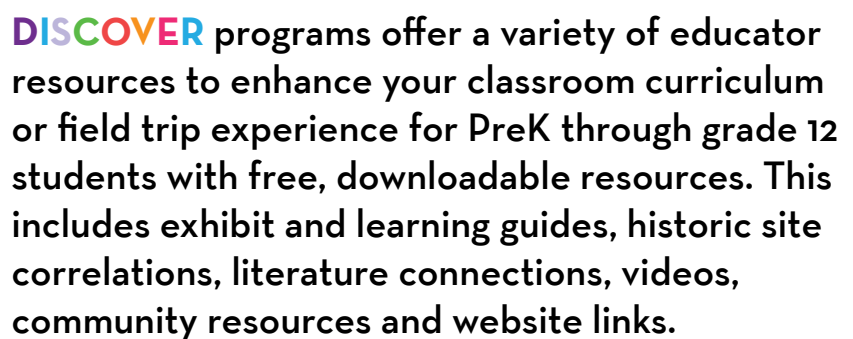 DISCOVER programs offer a variety of educator
resources to enhance your classroom curriculum
or field trip experience for PreK through grade 12
students with free, downloadable resources. This
includes exhibit and learning guides, historic site
correlations, literature connections, videos,
community resources and website links.